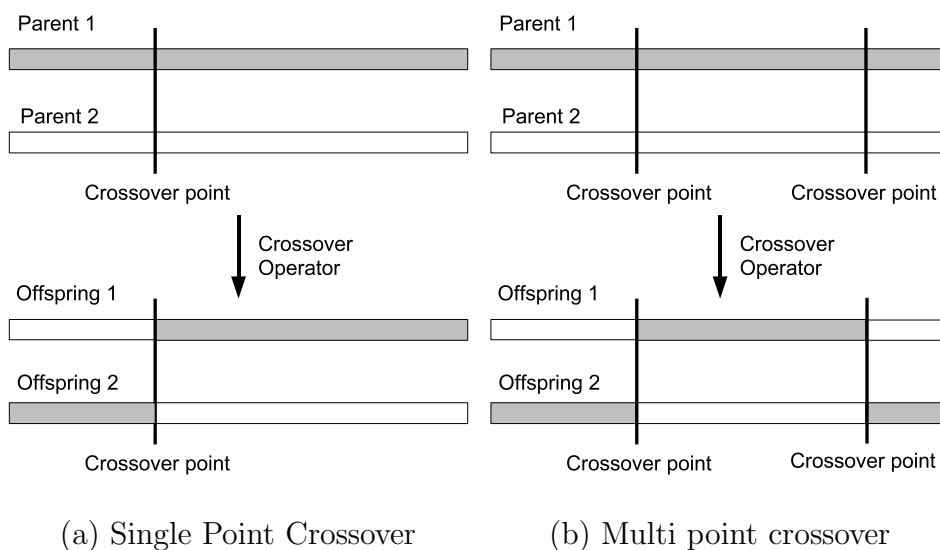 Parent 1
Parent 2
Crossover point
Crossover
Operator
Offspring 1
Offspring 2
Crossover point
(a) Single Point Crossover
Parent 1
Parent 2
Crossover point
Crossover point
Crossover
Operator
Offspring 1
Offspring 2
Crossover point
Crossover point
(b) Multi point crossover